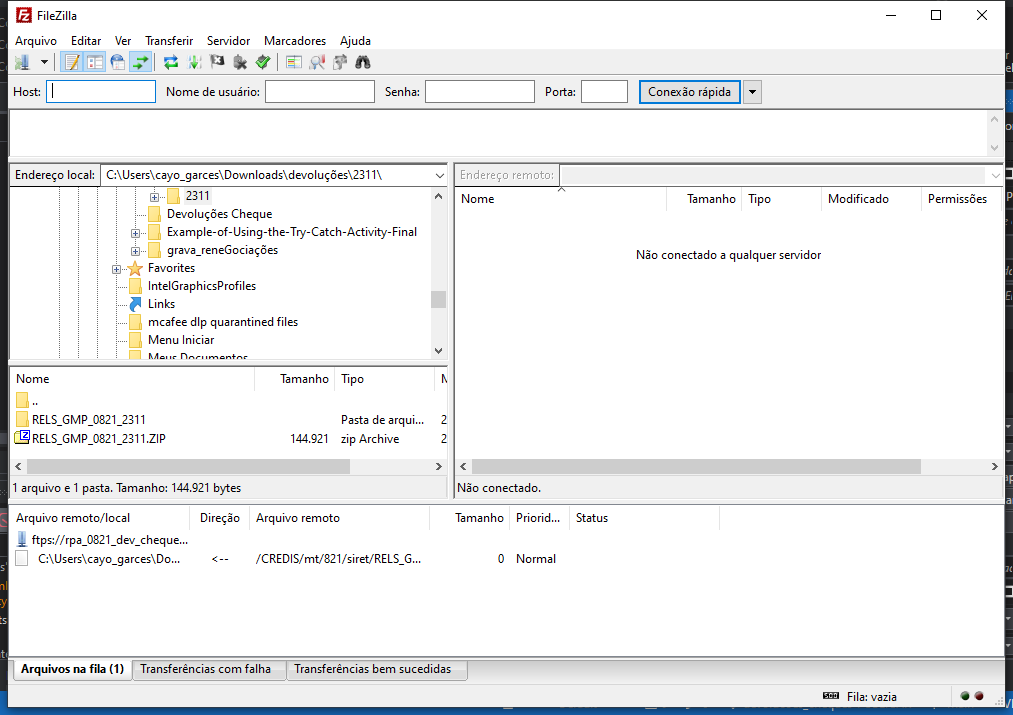 FileZilla
Arquivo Editar Ver Transferir Servidor Marcadores Ajuda
Host: Nome de usuário: Senha: Porta: Conexão rápida
Endereço local: C:\Users\cayo_garces\Downloads\devoluções\2311\
Endereço remoto:
2311
Devoluções Cheque
Example-of-Using-the-Try-Catch-Activity-Final
grava_reneGociações
Favorites
IntelGraphicsProfiles
Links
mcafee dlp quarantined files
Menu Iniciar
Meus Documentos
Nome Tamanho Tipo Modificado Permissões
Não conectado a qualquer servidor
Nome Tamanho Tipo M
..
RELS_GMP_0821_2311 Pasta de arqui... 2
RELS_GMP_0821_2311.ZIP 144.921 zip Archive 2
1 arquivo e 1 pasta. Tamanho: 144.921 bytes
Não conectado.
Arquivo remoto/local Direção Arquivo remoto Tamanho Priorid... Status
ftps://rpa_0821_dev_cheque...
C:\Users\cayo_garces\Do... <-- /CREDIS/mt/821/siret/RELS_G... 0 Normal
Arquivos na fila (1) Transferências com falha Transferências bem sucedidas
Fila: vazia